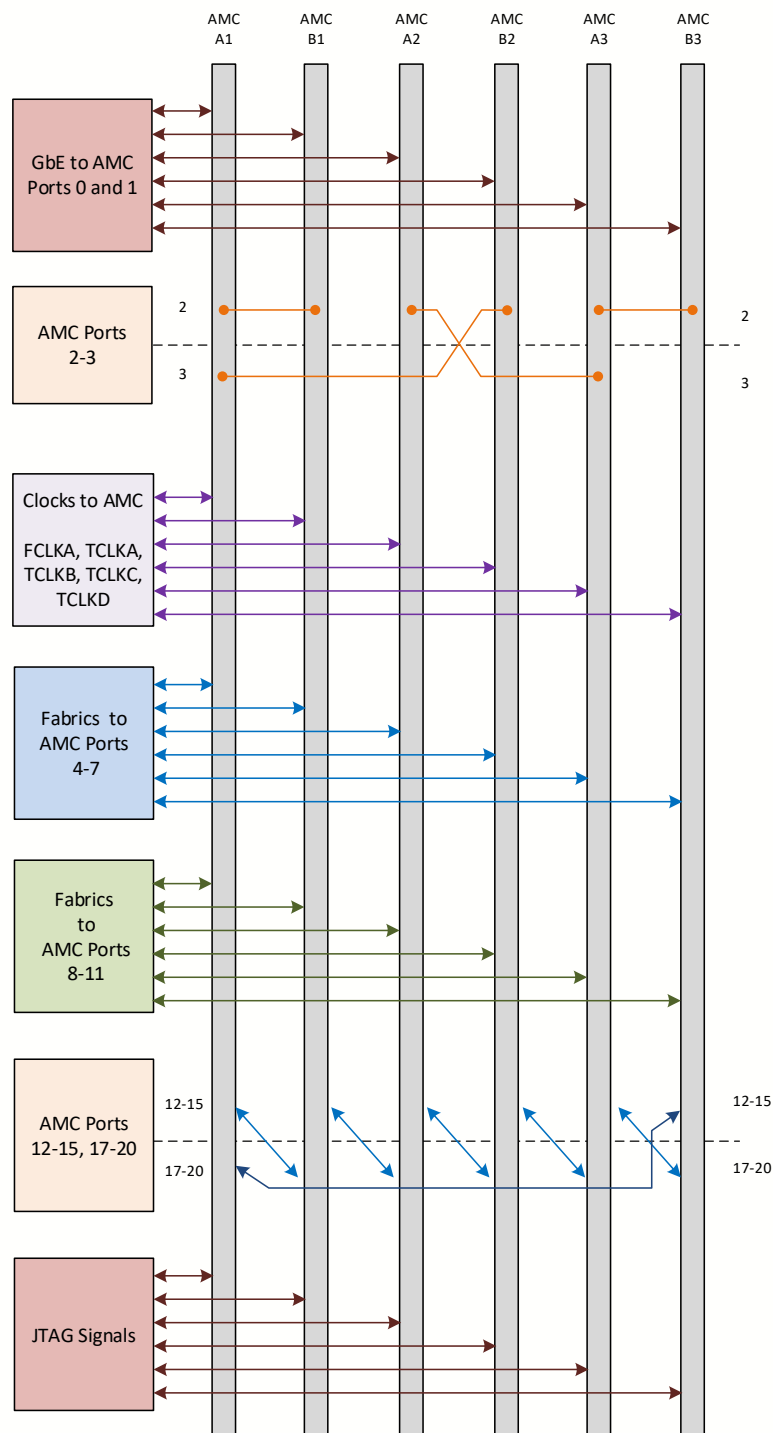 AMC
A1
AMC
B1
AMC
A2
AMC
B2
AMC
A3
AMC
B3
GbE to AMC
Ports 0 and 1
AMC Ports
2-3
2
3
2
3
Clocks to AMC
FCLKA, TCLKA,
TCLKB, TCLKC,
TCLKD
Fabrics to
AMC Ports
4-7
Fabrics
to
AMC Ports
8-11
AMC Ports
12-15, 17-20
12-15
17-20
12-15
17-20
JTAG Signals